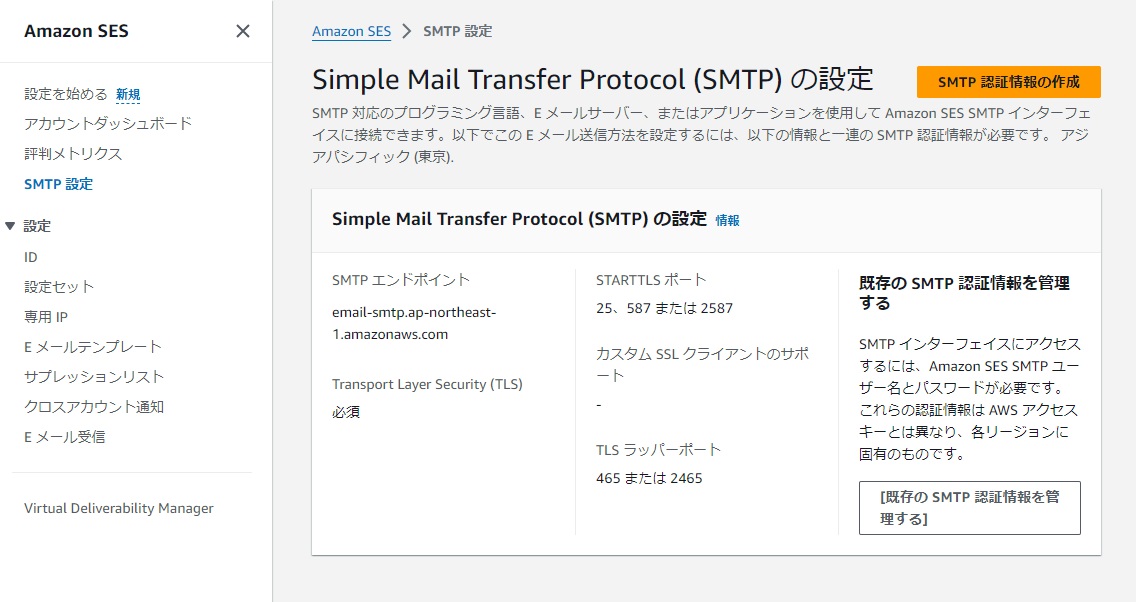 Amazon SES
設定を始める 新規
アカウントダッシュボード
評判メトリクス
SMTP 設定
設定
ID
設定セット
専用 IP
E メールテンプレート
サプレッションリスト
クロスアカウント通知
E メール受信
Virtual Deliverability Manager
Amazon SES > SMTP 設定
Simple Mail Transfer Protocol (SMTP) の設定
SMTP 認証情報の作成
SMTP 対応のプログラミング言語、E メールサーバー、またはアプリケーションを使用して Amazon SES SMTP インターフェ
イスに接続できます。以下でこの E メール送信方法を設定するには、以下の情報と一連の SMTP 認証情報が必要です。 アジ
アパシフィック (東京).
Simple Mail Transfer Protocol (SMTP) の設定 情報
SMTP エンドポイント
email-smtp.ap-northeast-
1.amazonaws.com
Transport Layer Security (TLS)
必須
STARTTLS ポート
25、587 または 2587
カスタム SSL クライアントのサポ
ート
-
TLS ラッパーポート
465 または 2465
既存の SMTP 認証情報を管理
する
SMTP インターフェイスにアクセス
するには、Amazon SES SMTP ユー
ザー名とパスワードが必要です。
これらの認証情報は AWS アクセス
キーとは異なり、各リージョンに
固有のものです。
[既存の SMTP 認証情報を管
理する]